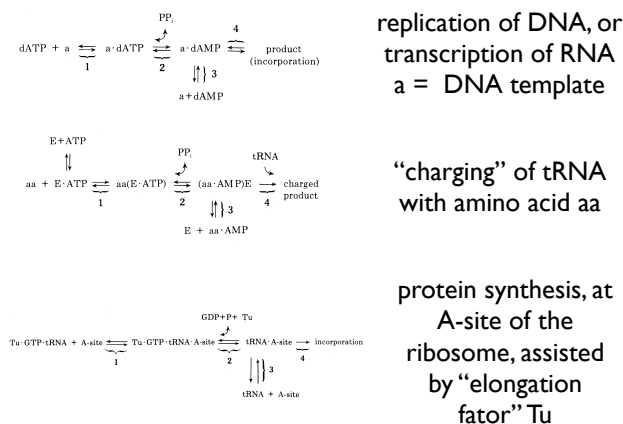 PPi
4
dATP + a ⇌ a·dATP ⇌ a·dAMP ⇌ product
(incorporation)
1
2
3
a+dAMP
replication of DNA, or
transcription of RNA
a = DNA template
E+ATP
PPi
tRNA
aa + E·ATP ⇌ aa(E·ATP) ⇌ (aa·AMP)E → charged
product
1
2
3
4
E + aa·AMP
“charging” of tRNA
with amino acid aa
GDP+P+ Tu
Tu·GTP·tRNA + A-site ⇌ Tu·GTP·tRNA·A-site ⇌ tRNA·A-site → incorporation
1
2
3
4
tRNA + A-site
protein synthesis, at
A-site of the
ribosome, assisted
by “elongation
fator” Tu